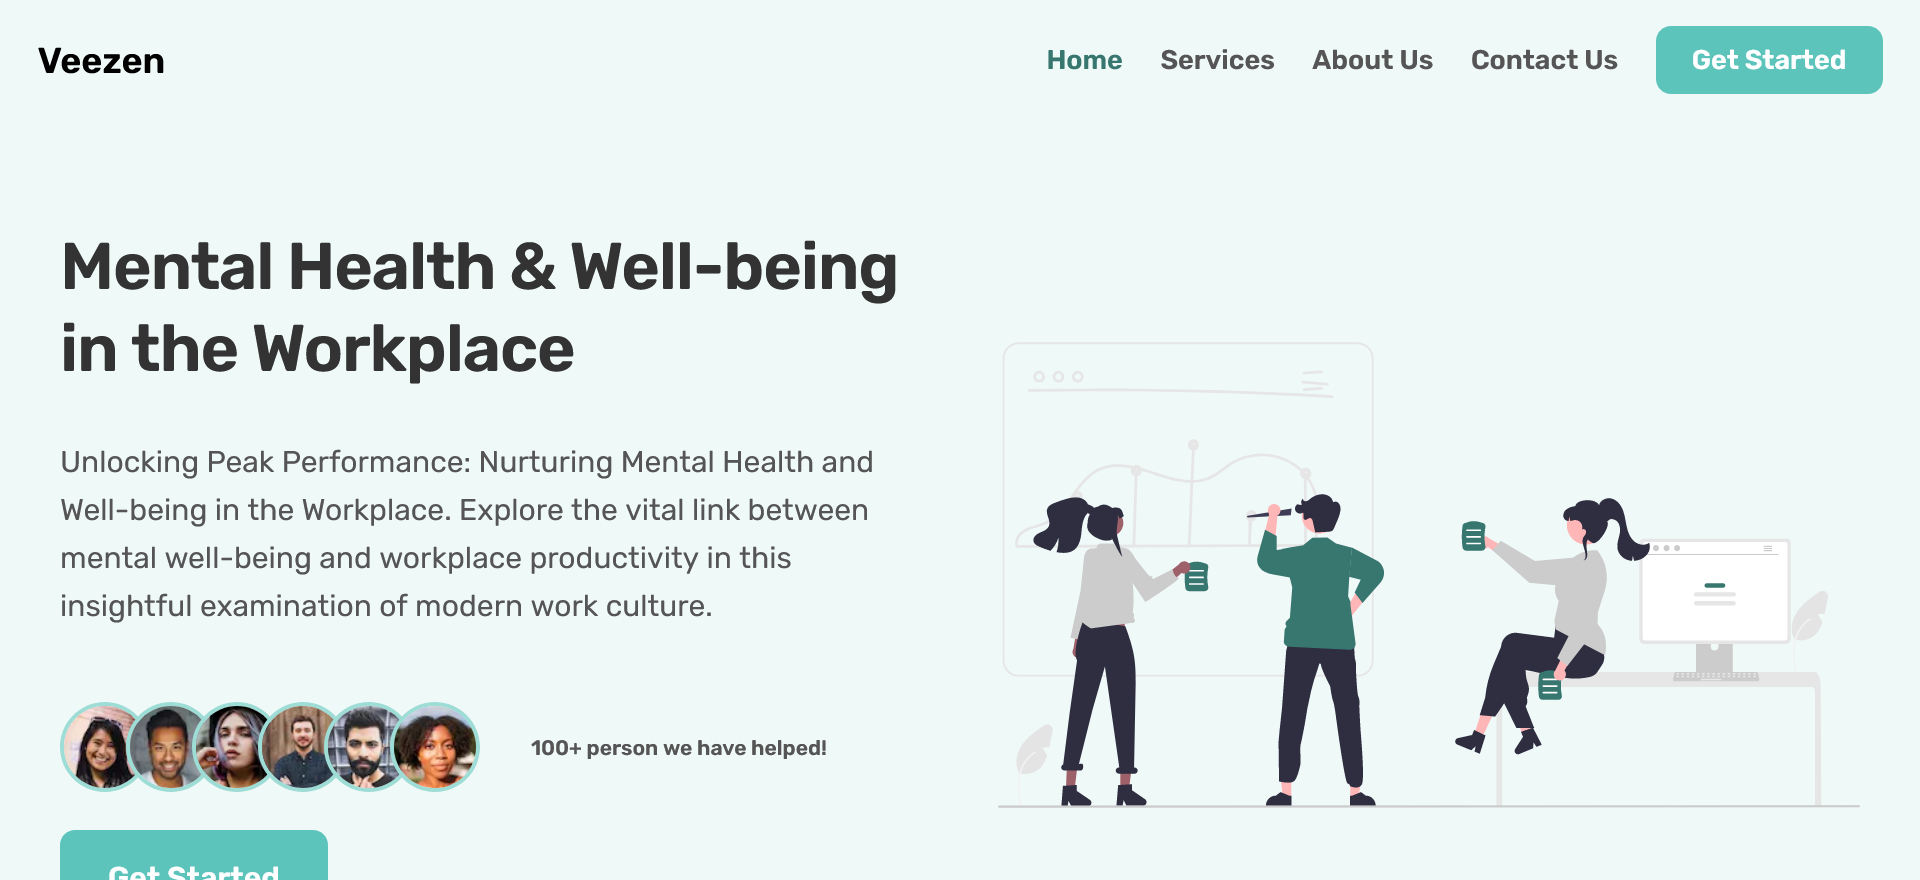 Veezen
Home Services About Us Contact Us Get Started
Mental Health & Well-being
in the Workplace
Unlocking Peak Performance: Nurturing Mental Health and
Well-being in the Workplace. Explore the vital link between
mental well-being and workplace productivity in this
insightful examination of modern work culture.
100+ person we have helped!
Get Started